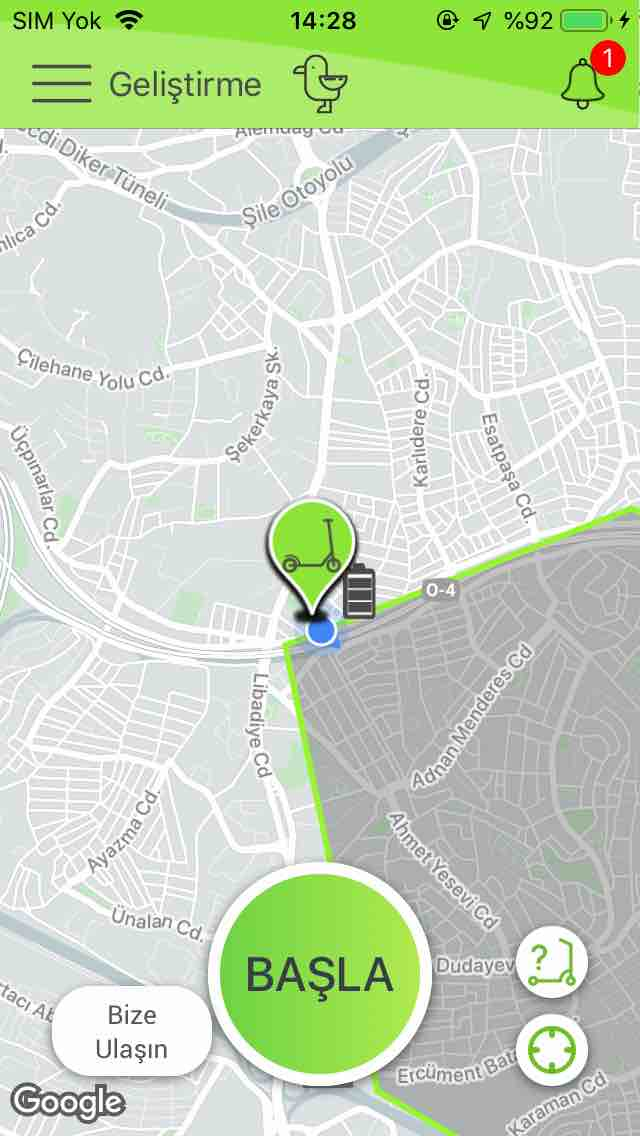 SIM Yok 14:28 %92
Geliştirme 1
Alemdağ Cd
Diker Tüneli
Şile Otoyolu
Çilehane Yolu Cd.
Şekerkaya Sk.
Karlıdere Cd.
Esatpaşa Cd.
Üçpınarlar Cd.
O-4
Libadiye Cd
Adnan Menderes Cd
Ayazma Cd.
Ahmet Yesevi Cd
Ünalan Cd.
BAŞLA
Dudayev
?
Bize
Ulaşın
Ercüment
Karaman Cd
Google